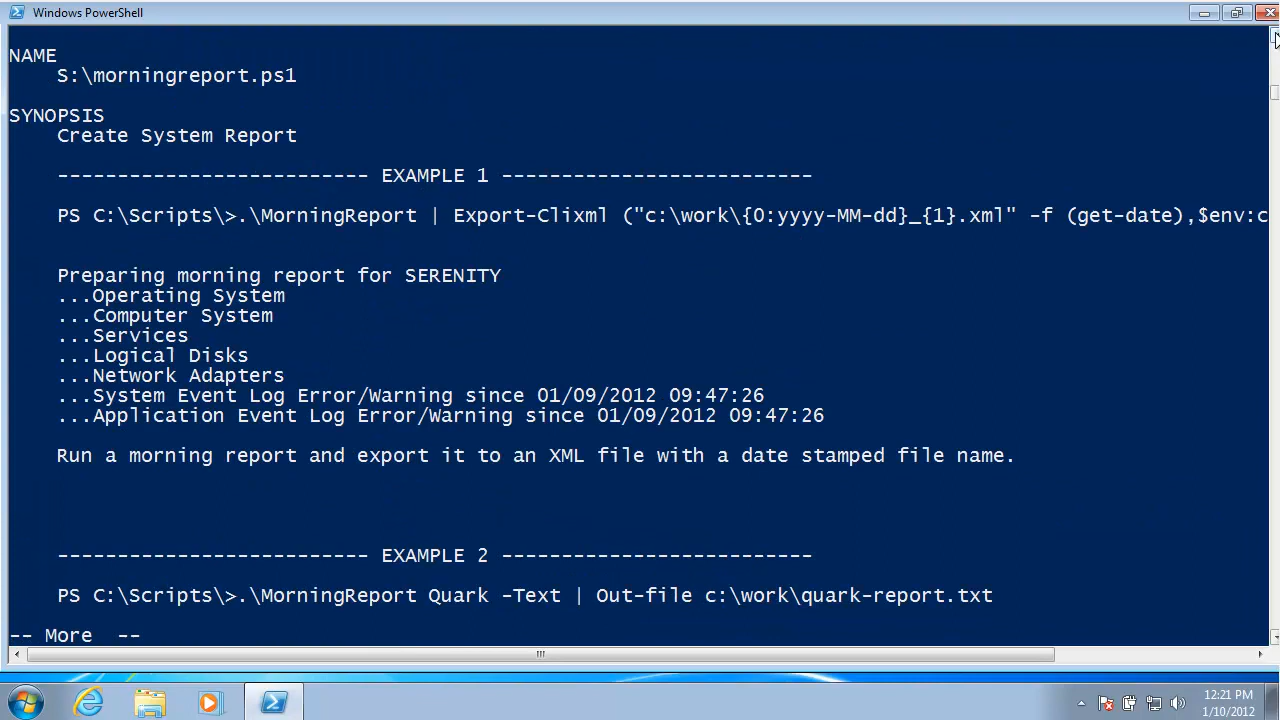 Windows PowerShell
NAME
S:\morningreport.ps1
SYNOPSIS
Create System Report
-------------------------- EXAMPLE 1 --------------------------
PS C:\Scripts\>.\MorningReport | Export-Clixml ("c:\work\{0:yyyy-MM-dd}_{1}.xml" -f (get-date),$env:c
Preparing morning report for SERENITY
...Operating System
...Computer System
...Services
...Logical Disks
...Network Adapters
...System Event Log Error/Warning since 01/09/2012 09:47:26
...Application Event Log Error/Warning since 01/09/2012 09:47:26
Run a morning report and export it to an XML file with a date stamped file name.
-------------------------- EXAMPLE 2 --------------------------
PS C:\Scripts\>.\MorningReport Quark -Text | Out-file c:\work\quark-report.txt
-- More  --
12:21 PM
1/10/2012